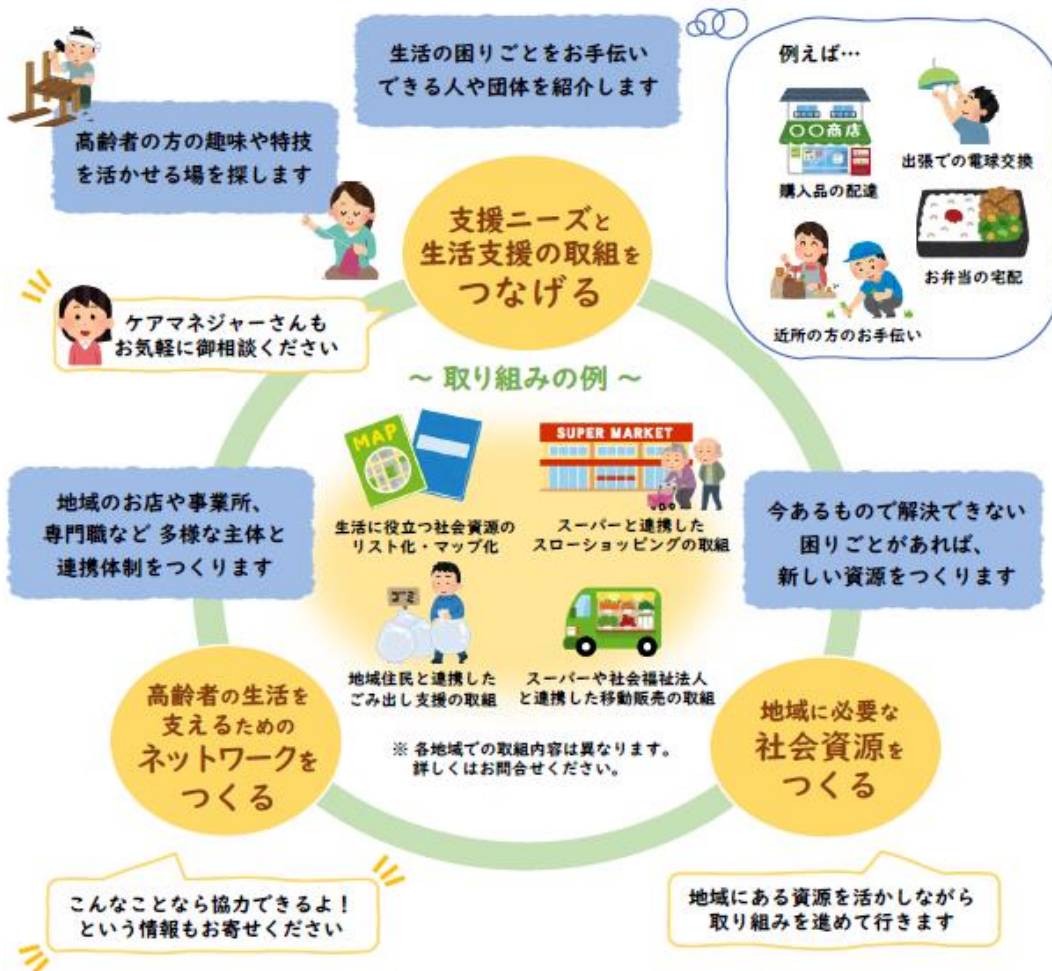 生活の困りごとをお手伝い
できる人や団体を紹介します
高齢者の方の趣味や特技
を活かせる場を探します
例えば…
〇〇商店
購入品の配達
出張での電球交換
お弁当の宅配
近所の方のお手伝い
支援ニーズと
生活支援の取組を
つなげる
ケアマネジャーさんも
お気軽に御相談ください
～ 取り組みの例 ～
MAP
生活に役立つ社会資源の
リスト化・マップ化
SUPER MARKET
スーパーと連携した
スローショッピングの取組
ゴミ
地域住民と連携した
ごみ出し支援の取組
スーパーや社会福祉法人
と連携した移動販売の取組
※ 各地域での取組内容は異なります。
詳しくはお問合せください。
地域のお店や事業所、
専門職など 多様な主体と
連携体制をつくります
今あるもので解決できない
困りごとがあれば、
新しい資源をつくります
高齢者の生活を
支えるための
ネットワークを
つくる
地域に必要な
社会資源を
つくる
こんなことなら協力できるよ！
という情報もお寄せください
地域にある資源を活かしながら
取り組みを進めて行きます